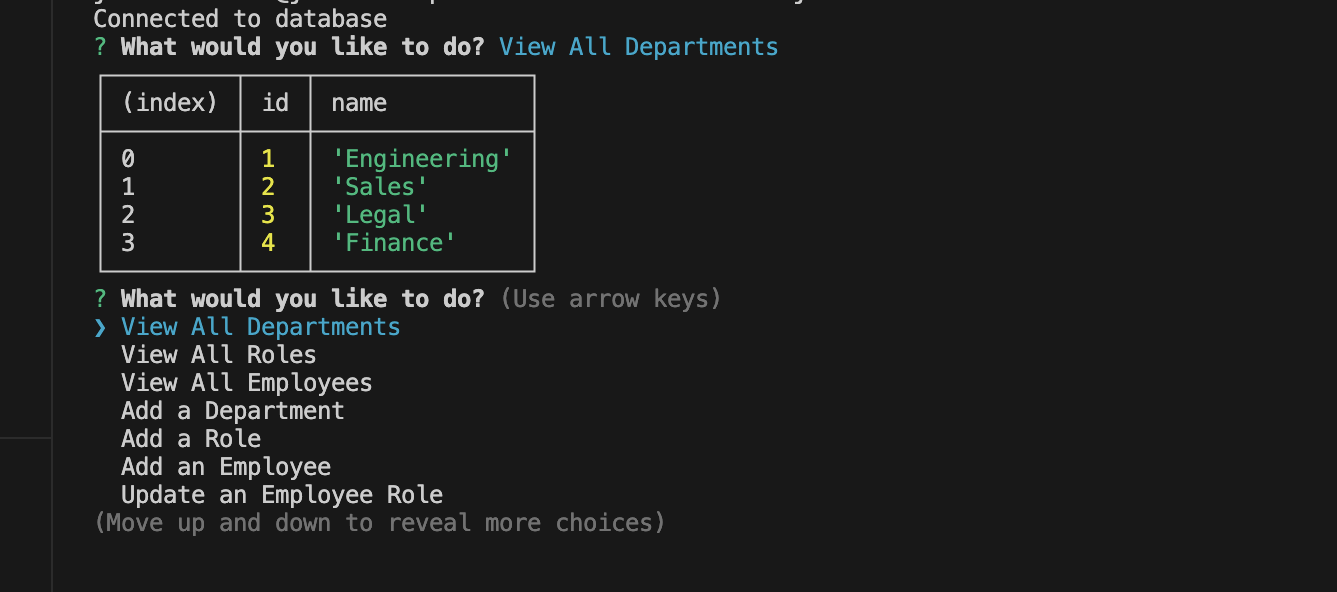 Connected to database
? What would you like to do? View All Departments
(index) id name
0 1 'Engineering'
1 2 'Sales'
2 3 'Legal'
3 4 'Finance'
? What would you like to do? (Use arrow keys)
❯ View All Departments
View All Roles
View All Employees
Add a Department
Add a Role
Add an Employee
Update an Employee Role
(Move up and down to reveal more choices)